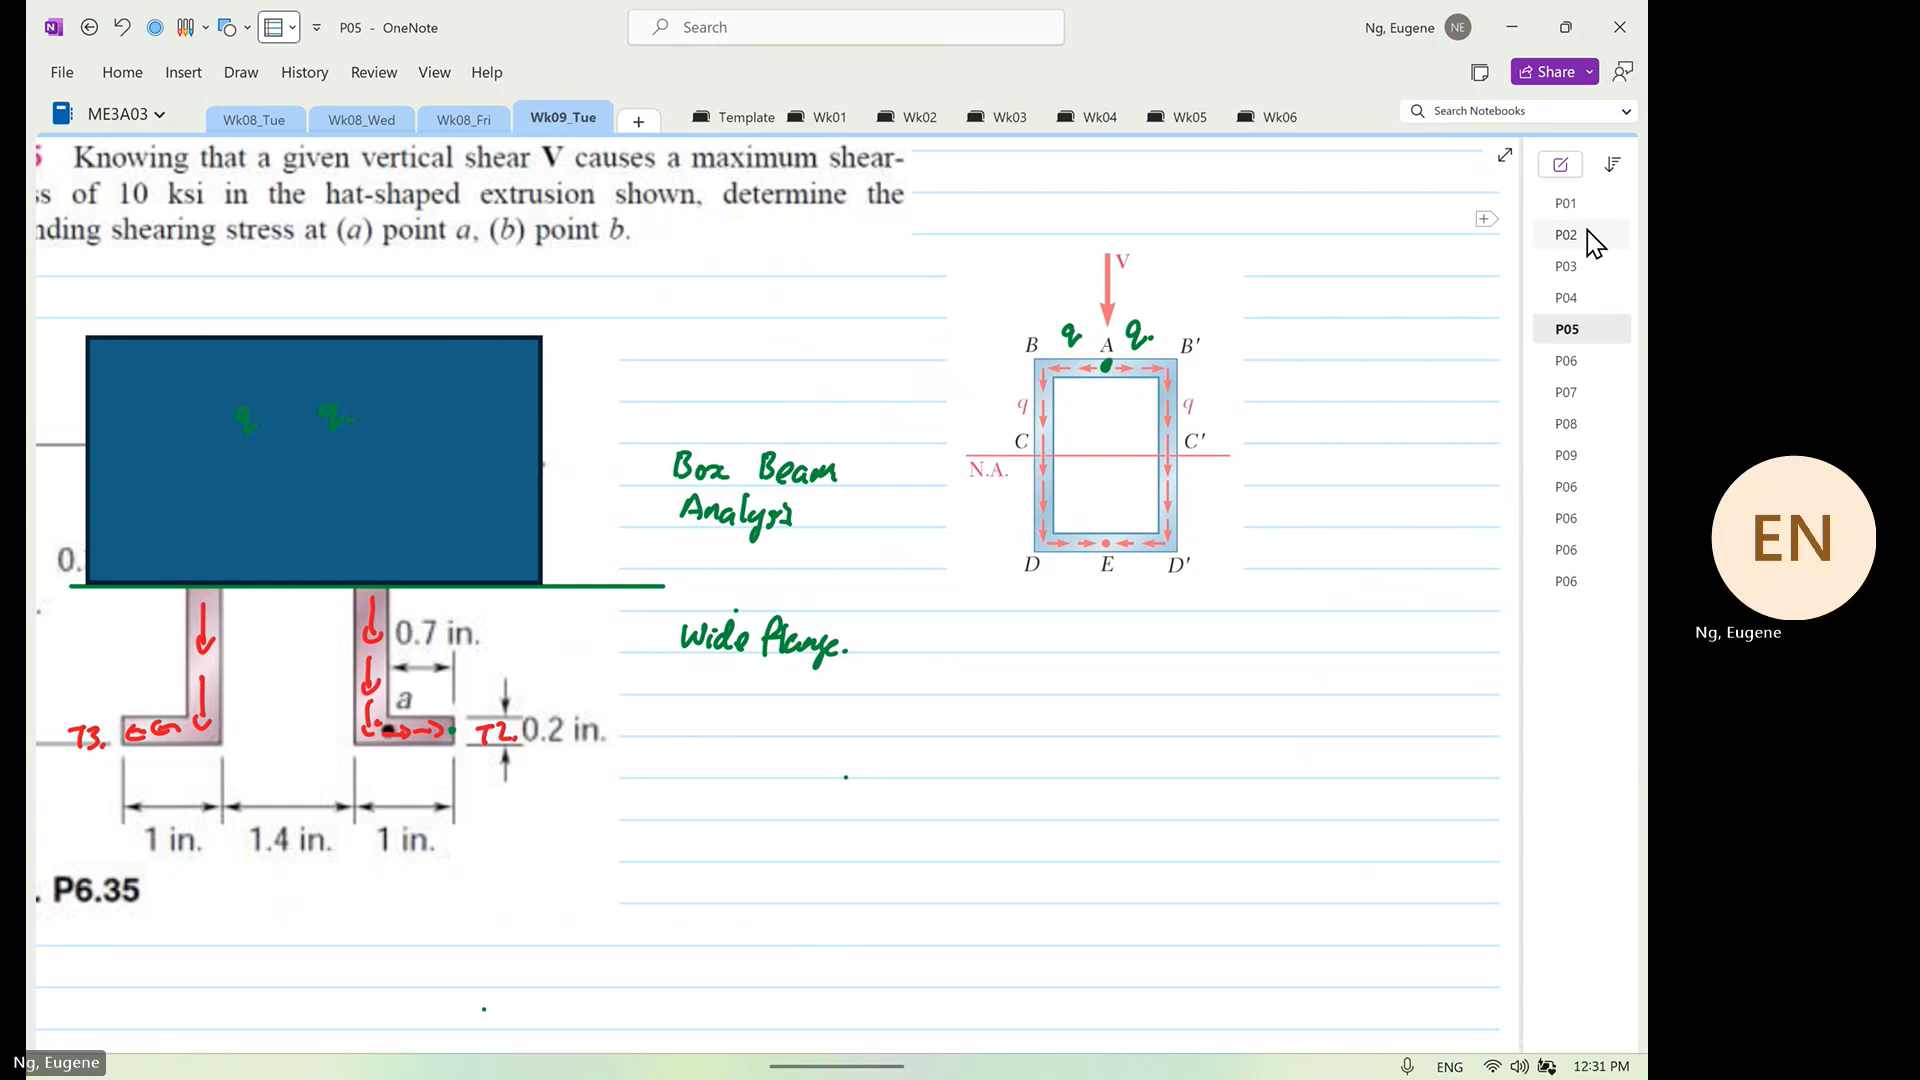 P05 - OneNote
Search
Ng, Eugene
NE
File Home Insert Draw History Review View Help
Share
ME3A03
Wk08_Tue
Wk08_Wed
Wk08_Fri
Wk09_Tue
+
Template
Wk01
Wk02
Wk03
Wk04
Wk05
Wk06
Search Notebooks
Knowing that a given vertical shear V causes a maximum shear-
ss of 10 ksi in the hat-shaped extrusion shown, determine the
nding shearing stress at (a) point a, (b) point b.
q q.
0.
0.7 in.
a
T3.
T2.
0.2 in.
1 in. 1.4 in. 1 in.
. P6.35
Box Beam
Analysis
Wide Flange.
V
q q.
B A B'
q q
C C'
N.A.
D E D'
P01
P02
P03
P04
P05
P06
P07
P08
P09
P06
P06
P06
P06
EN
Ng, Eugene
Ng, Eugene
ENG
12:31 PM